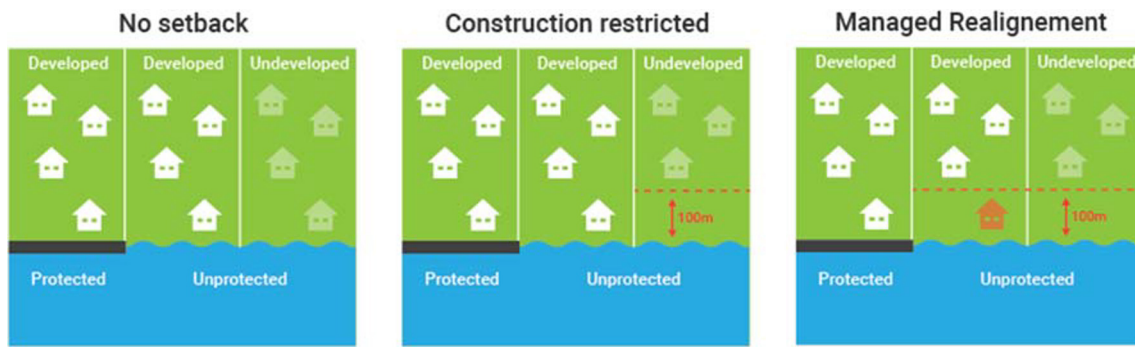 No setback
Developed Developed Undeveloped
Protected Unprotected
Construction restricted
Developed Developed Undeveloped
100m
Protected Unprotected
Managed Realignement
Developed Developed Undeveloped
100m
Protected Unprotected